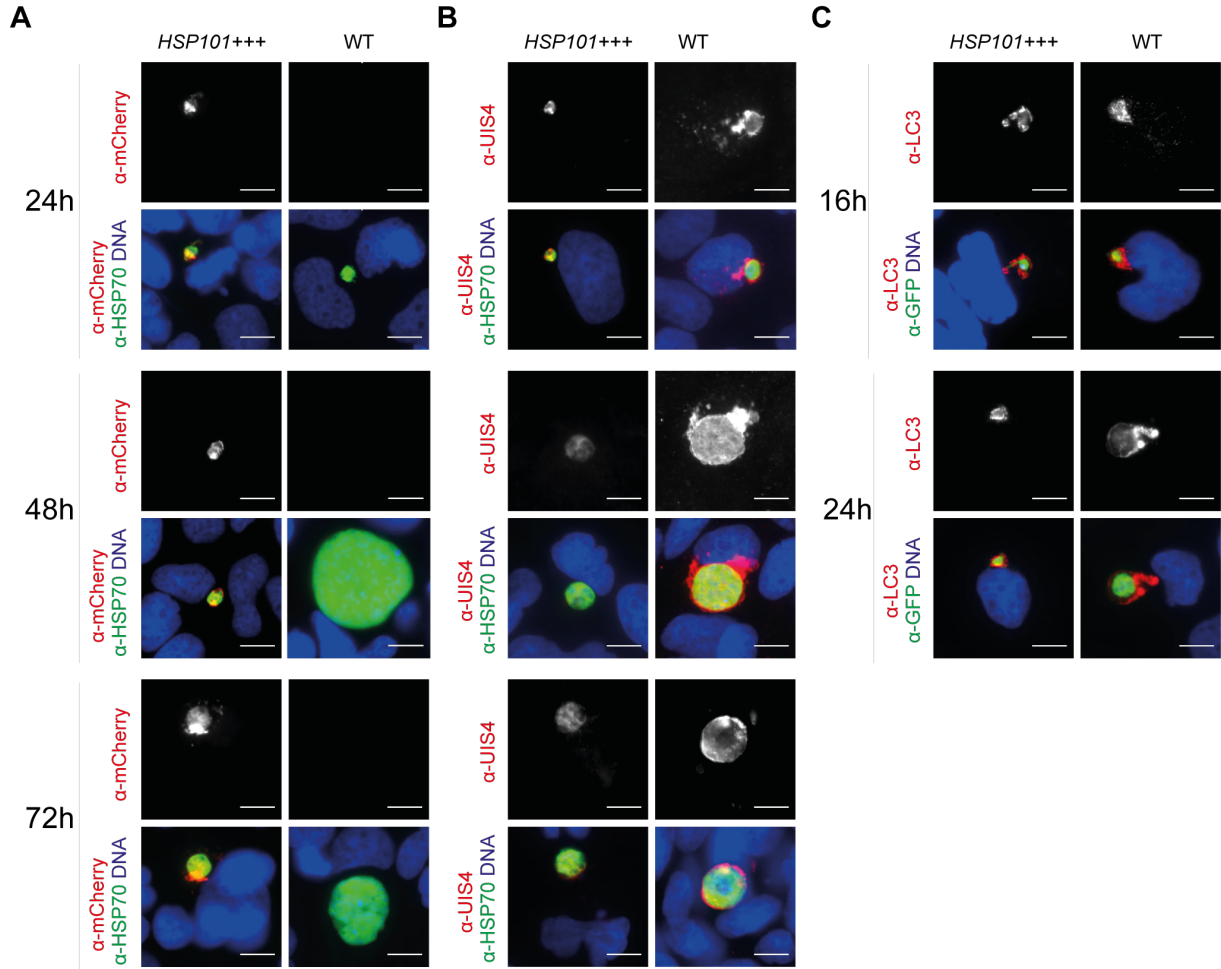 A
HSP101+++
WT
24h
α-mCherry
α-mCherry
α-HSP70 DNA
48h
α-mCherry
α-mCherry
α-HSP70 DNA
72h
α-mCherry
α-mCherry
α-HSP70 DNA
B
HSP101+++
WT
α-UIS4
α-UIS4
α-HSP70 DNA
α-UIS4
α-UIS4
α-HSP70 DNA
α-UIS4
α-UIS4
α-HSP70 DNA
C
HSP101+++
WT
16h
α-LC3
α-LC3
α-GFP DNA
24h
α-LC3
α-LC3
α-GFP DNA